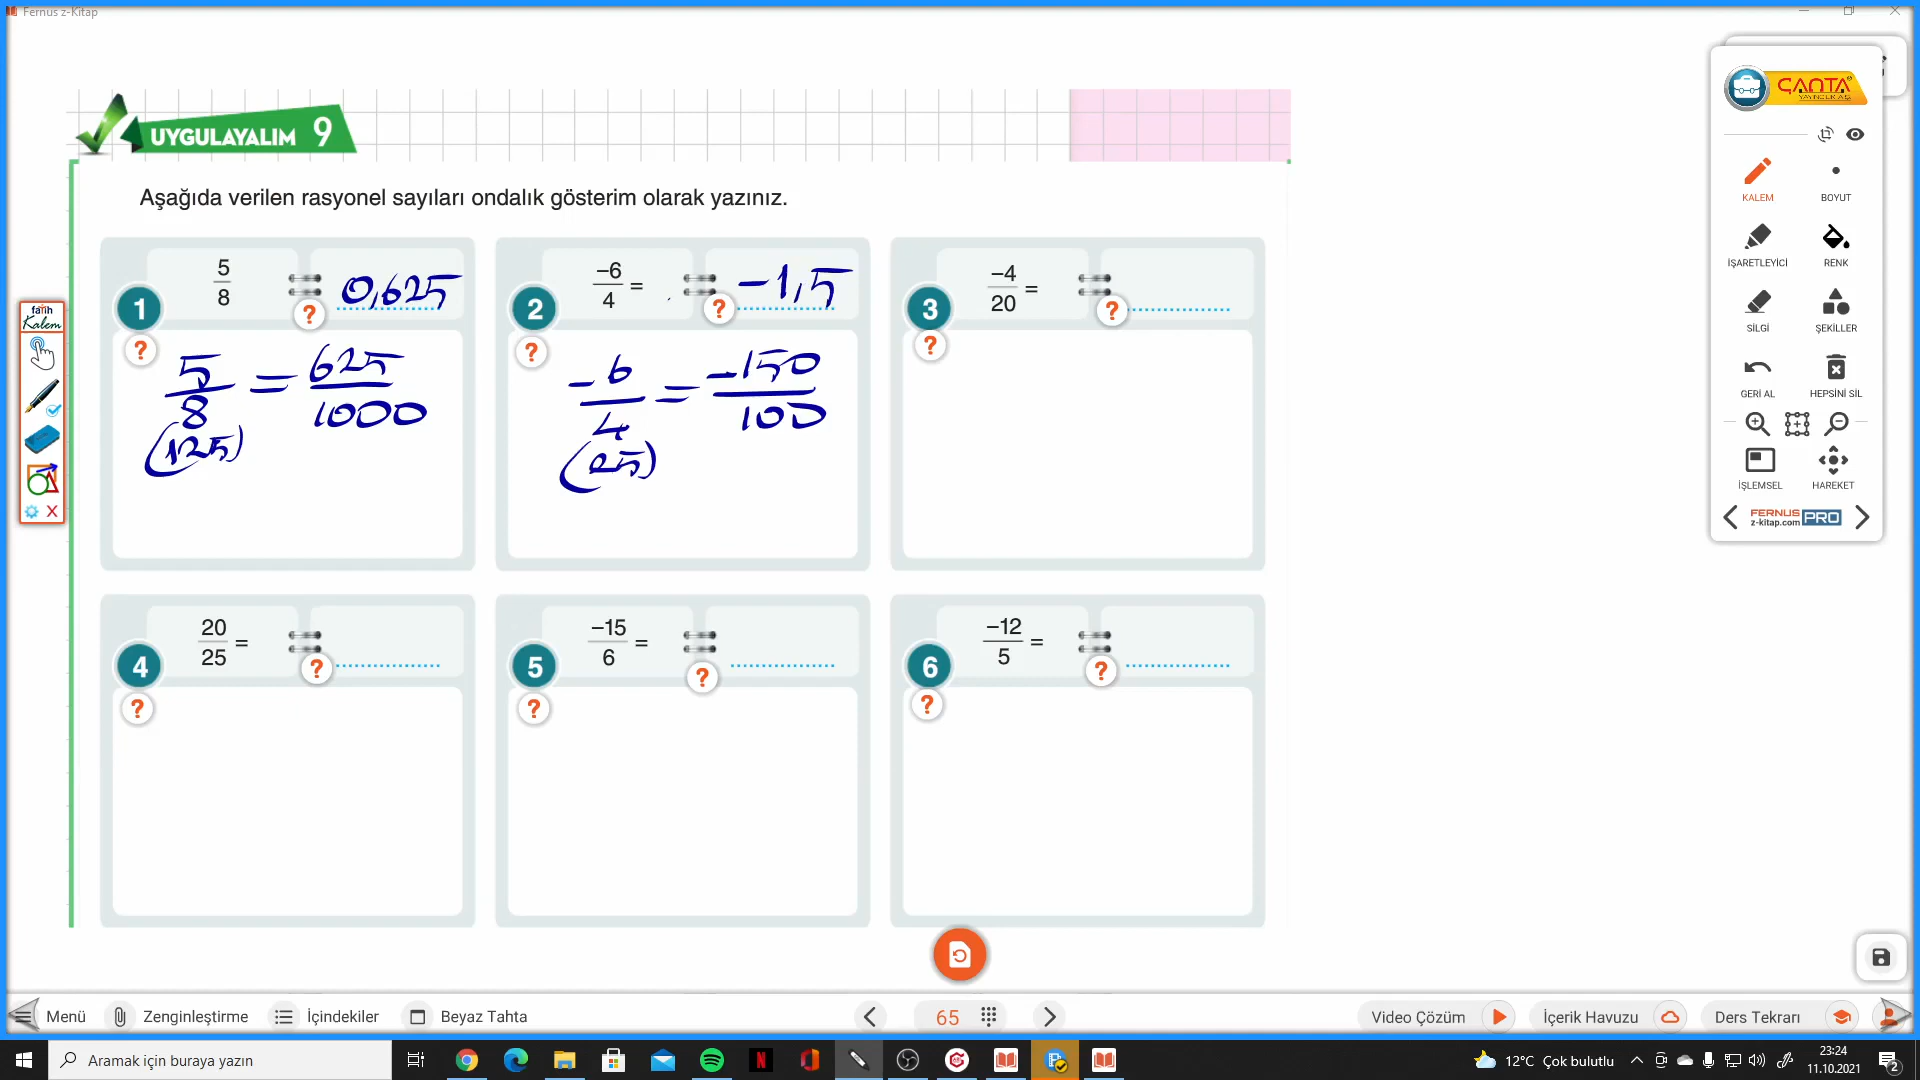 Fernus z-Kitap
UYGULAYALIM 9
Aşağıda verilen rasyonel sayıları ondalık gösterim olarak yazınız.
1
5/8
0,625
?
?
5/8 = 625/1000
(125)
2
-6/4 =
-1,5
?
?
-6/4 = -150/100
(25)
3
-4/20 =
?
?
4
20/25 =
?
?
5
-15/6 =
?
?
6
-12/5 =
?
?
fatih
Kalem
ÇANTA
YAYINCILIK A.Ş.
KALEM
BOYUT
İŞARETLEYİCİ
RENK
SİLGİ
ŞEKİLLER
GERİ AL
HEPSİNİ SİL
İŞLEMSEL
HAREKET
FERNUS
z-kitap.com PRO
Menü
Zenginleştirme
İçindekiler
Beyaz Tahta
65
Video Çözüm
İçerik Havuzu
Ders Tekrarı
Aramak için buraya yazın
12°C Çok bulutlu
23:24
11.10.2021
2